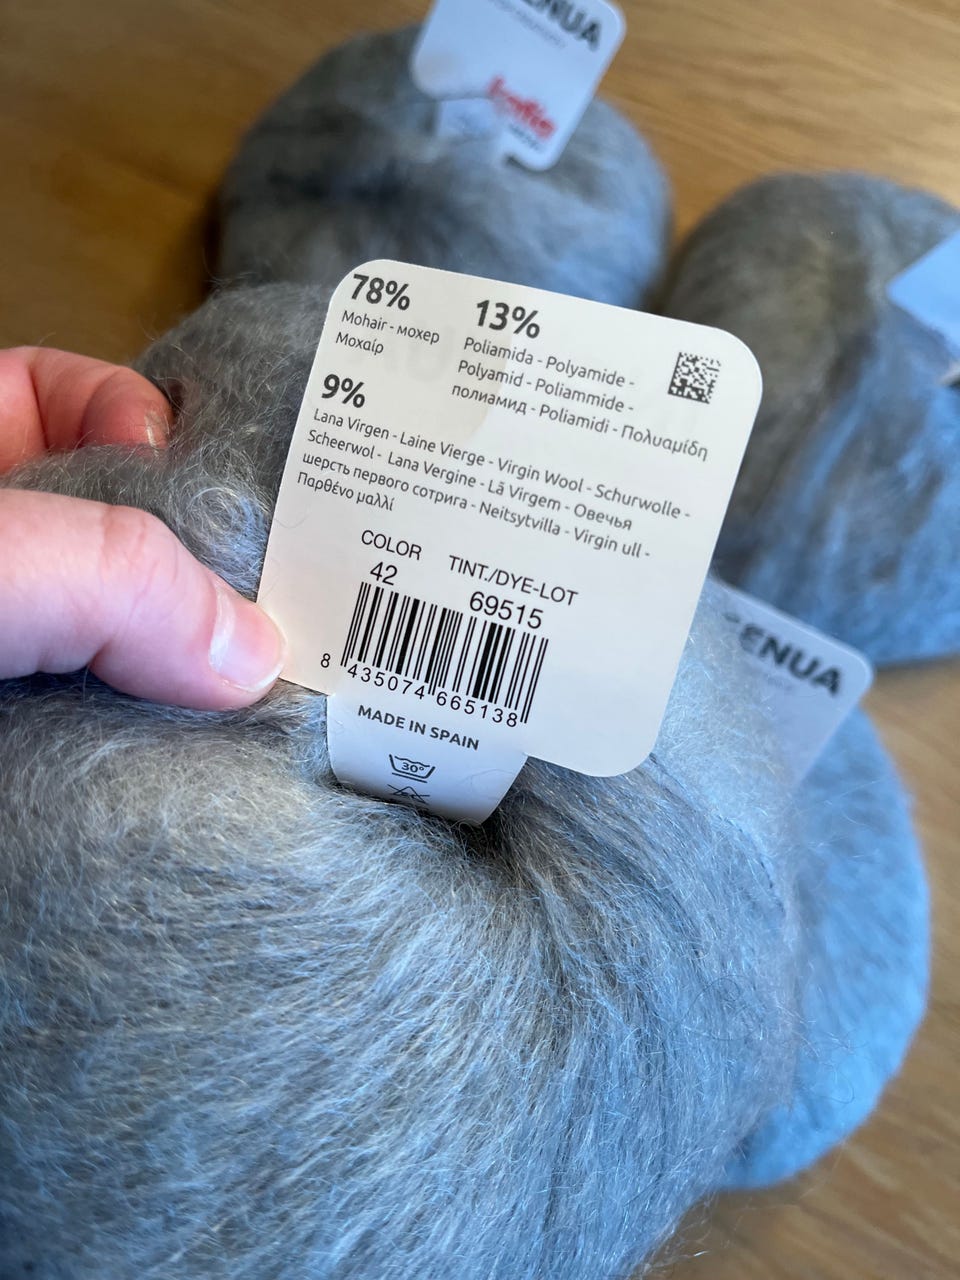 ENUA
katia
78%
Mohair - мохер
Μοχαίρ
13%
Poliamida - Polyamide -
Polyamid - Poliammide -
полиамид - Poliamidi - Πολυαμίδη
9%
Lana Virgen - Laine Vierge - Virgin Wool - Schurwolle -
Scheerwol - Lana Vergine - Lã Virgem - Овечья
шерсть первого сотрига - Neitsytvilla - Virgin ull -
Παρθένο μαλλί
COLOR
42
TINT./DYE-LOT
69515
8 435074 665138
MADE IN SPAIN
30°
ENUA